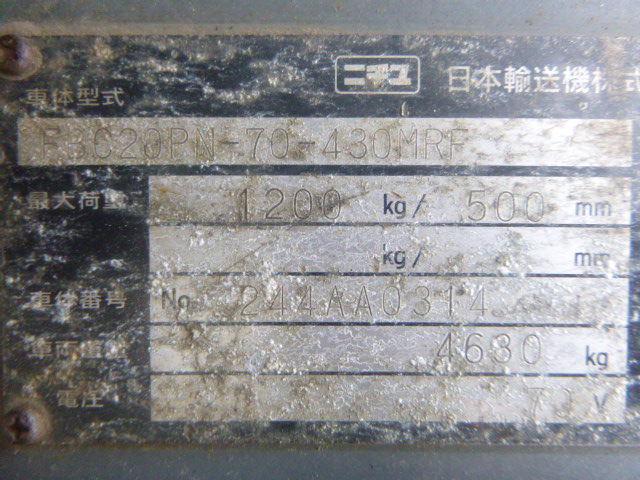 ニチユ 日本輸送機株式
車体型式
FBC20PN-70-430MRF
最大荷重 1200 kg/ 500 mm
kg/ mm
車体番号 No. 244AA0314
車両重量 4630 kg
電圧 72 V